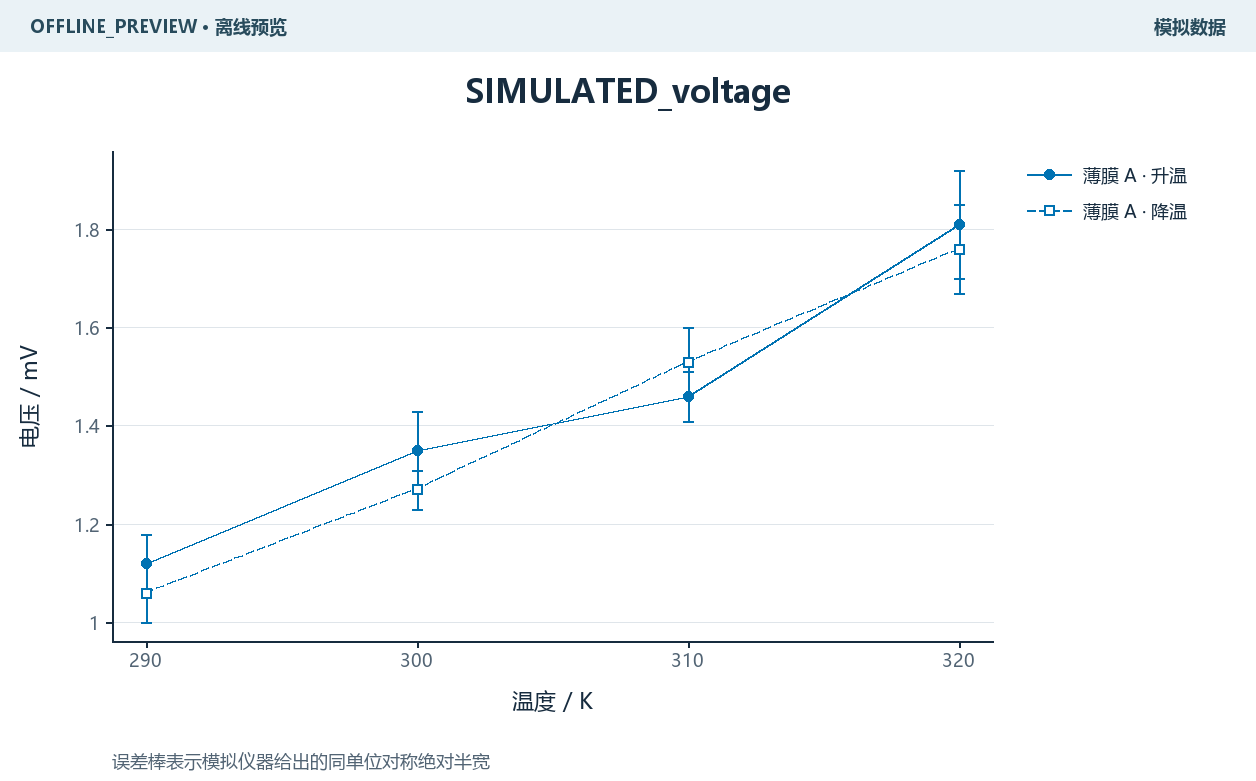 OFFLINE_PREVIEW • 离线预览
模拟数据
SIMULATED_voltage
薄膜 A · 升温
薄膜 A · 降温
1.8
1.6
1.4
1.2
1
电压 / mV
290 300 310 320
温度 / K
误差棒表示模拟仪器给出的同单位对称绝对半宽